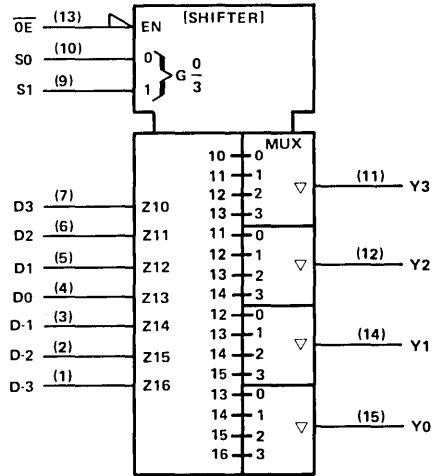 [SHIFTER]
OE (13) EN
S0 (10) 0
G 0/3
S1 (9) 1
MUX
10 0
11 1
12 2
13 3
(11) Y3
D3 (7) Z10
D2 (6) Z11
D1 (5) Z12
D0 (4) Z13
D-1 (3) Z14
D-2 (2) Z15
D-3 (1) Z16
11 0
12 1
13 2
14 3
(12) Y2
12 0
13 1
14 2
15 3
(14) Y1
13 0
14 1
15 2
16 3
(15) Y0